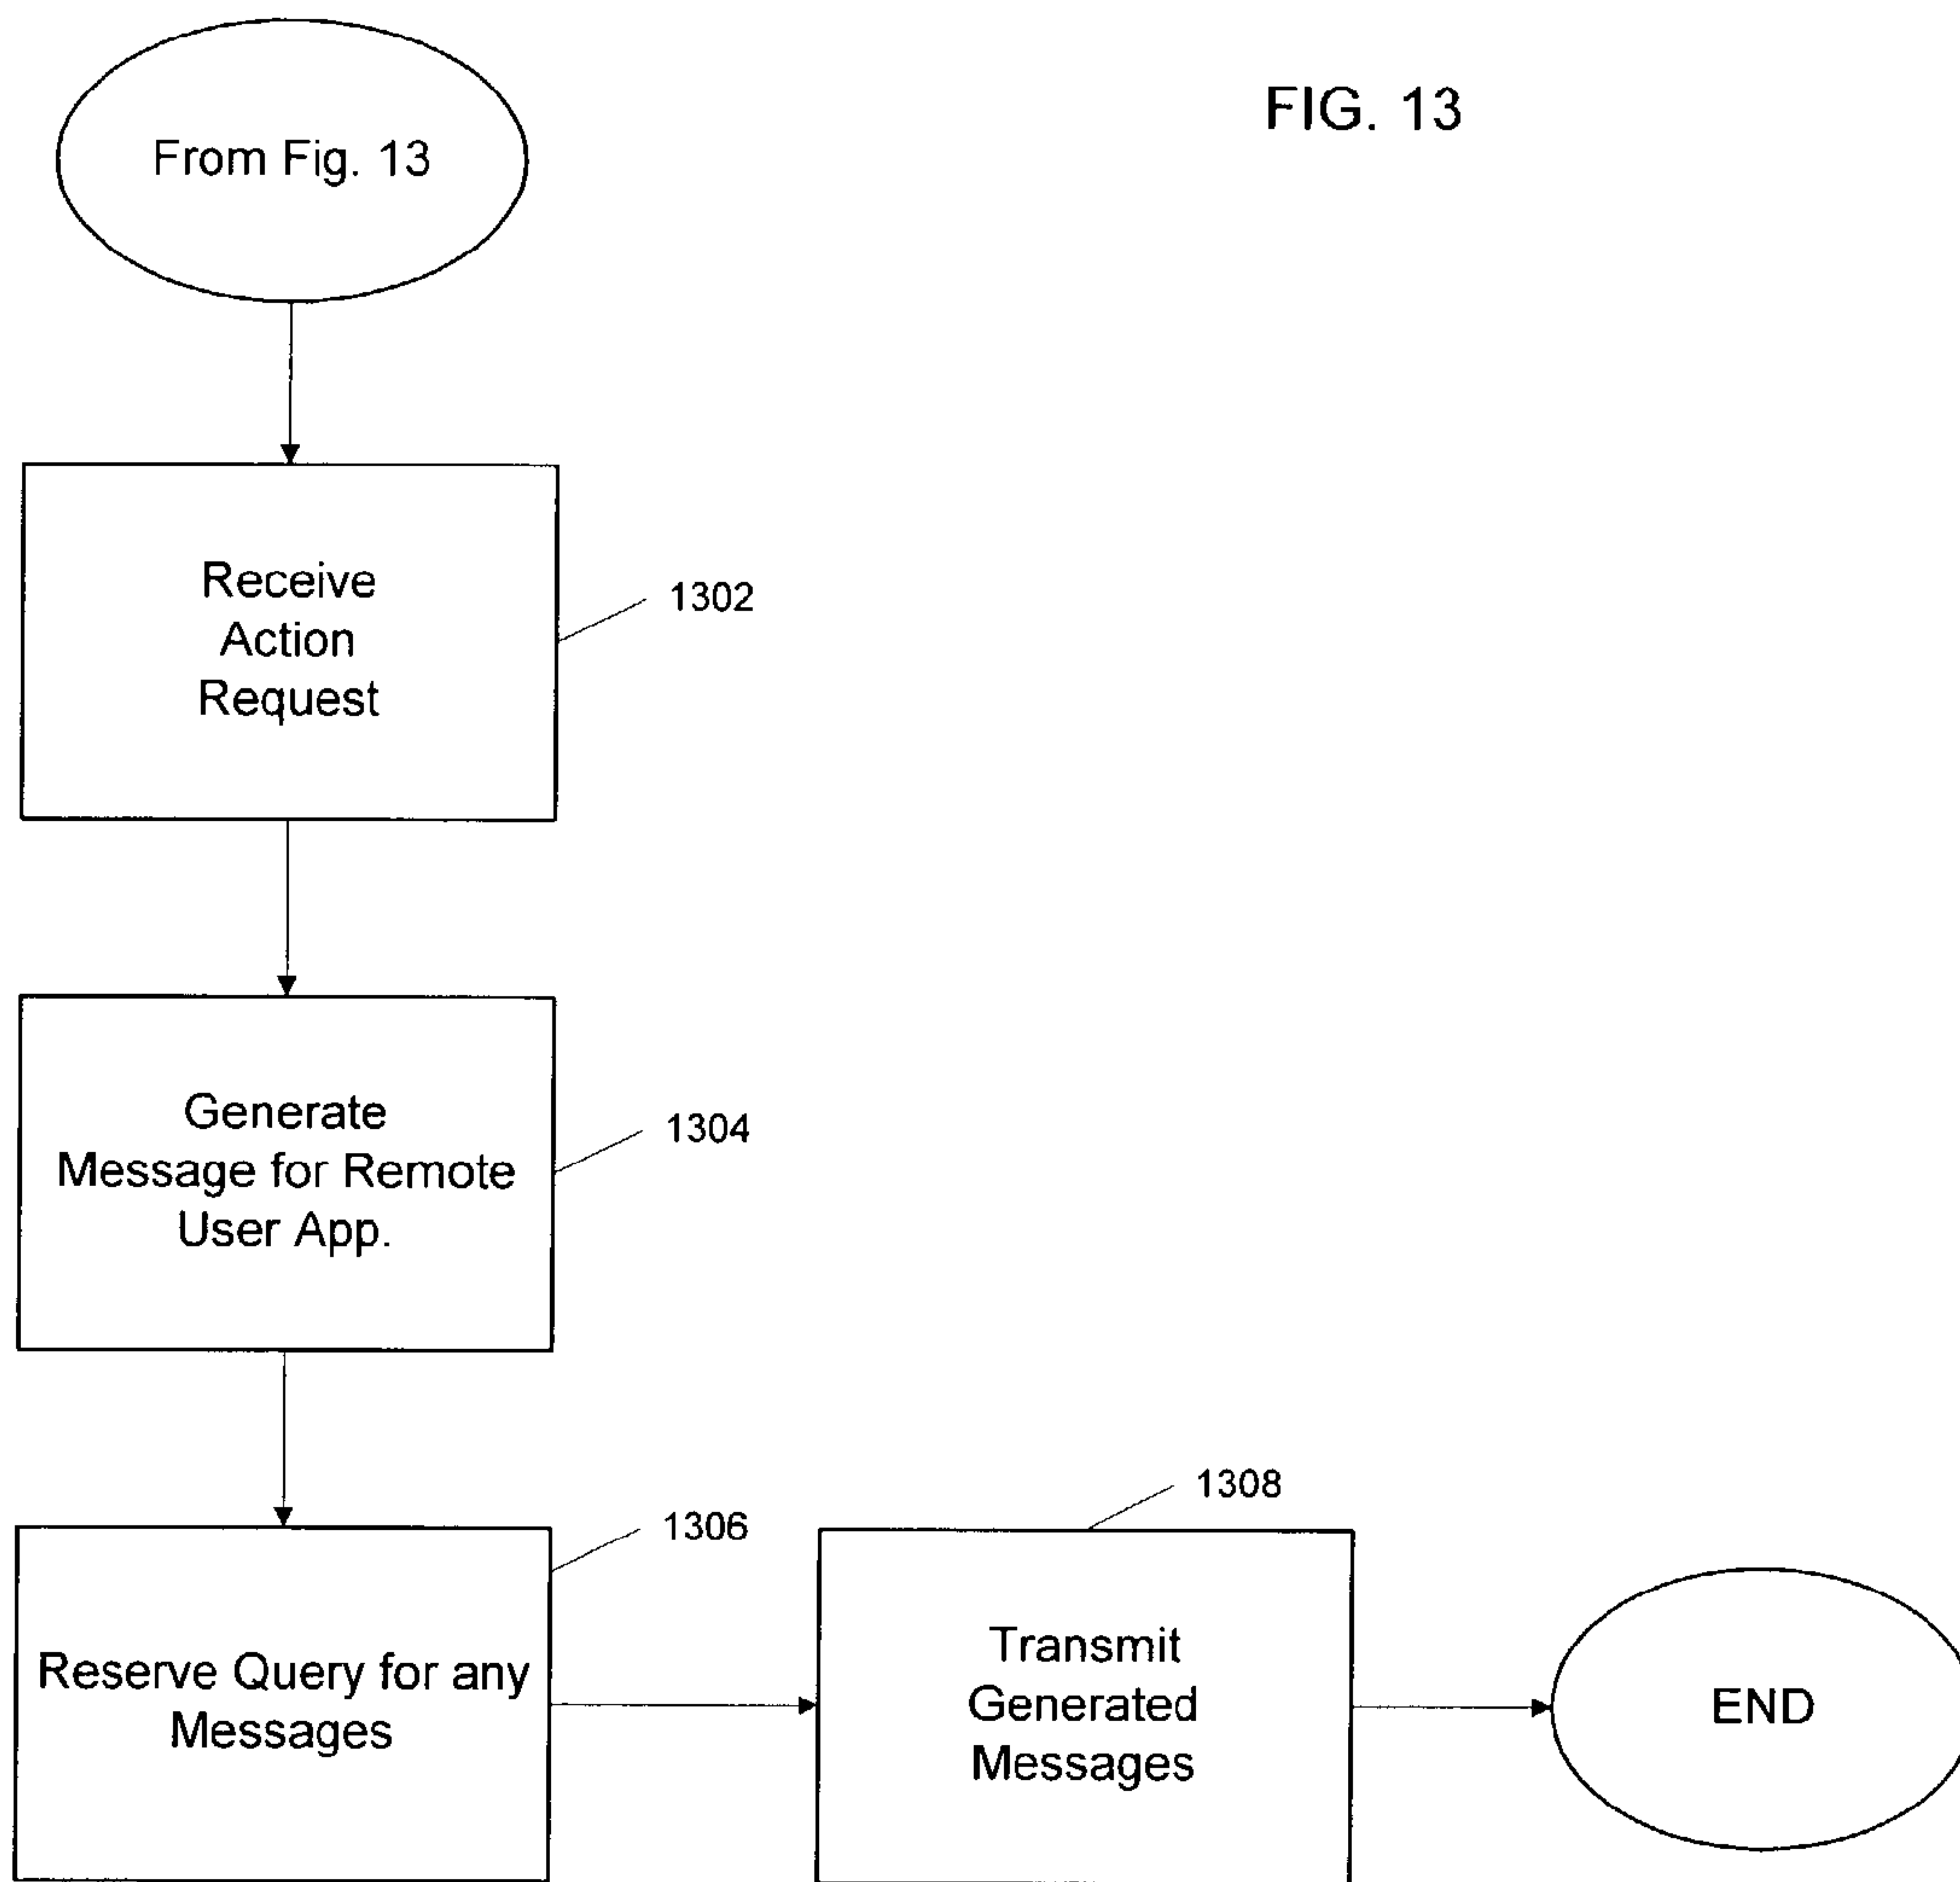 FIG. 13
From Fig. 13
Receive
Action
Request
1302
Generate
Message for Remote
User App.
1304
Reserve Query for any
Messages
1306
Transmit
Generated
Messages
1308
END